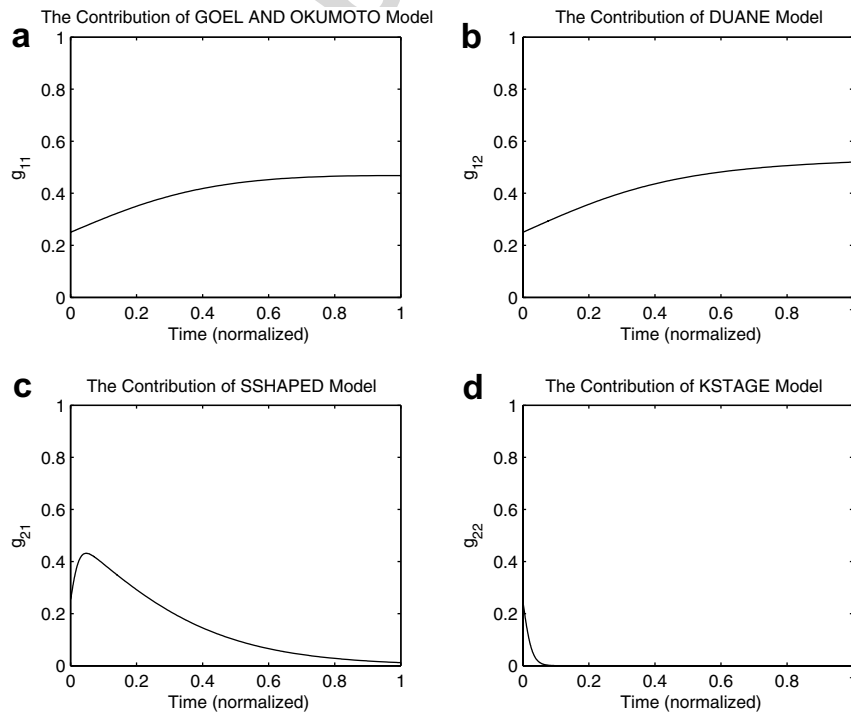 a
The Contribution of GOEL AND OKUMOTO Model
1
0.8
0.6
0.4
0.2
0
g11
0 0.2 0.4 0.6 0.8 1
Time (normalized)
b
The Contribution of DUANE Model
1
0.8
0.6
0.4
0.2
0
g12
0 0.2 0.4 0.6 0.8 1
Time (normalized)
c
The Contribution of SSHAPED Model
1
0.8
0.6
0.4
0.2
0
g21
0 0.2 0.4 0.6 0.8 1
Time (normalized)
d
The Contribution of KSTAGE Model
1
0.8
0.6
0.4
0.2
0
g22
0 0.2 0.4 0.6 0.8 1
Time (normalized)